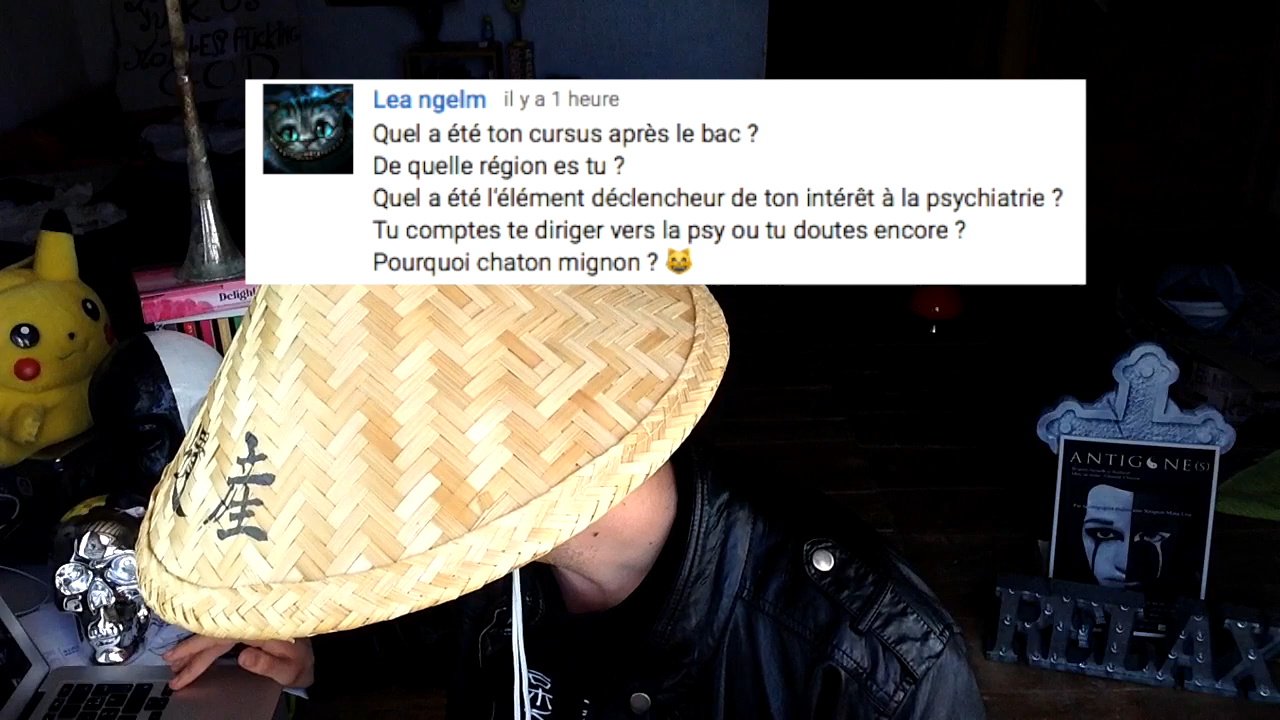 Lea ngelm il y a 1 heure
Quel a été ton cursus après le bac ?
De quelle région es tu ?
Quel a été l'élément déclencheur de ton intérêt à la psychiatrie ?
Tu comptes te diriger vers la psy ou tu doutes encore ?
Pourquoi chaton mignon ? 😸
Delight
産
ANTIGONE(S)
RELAX